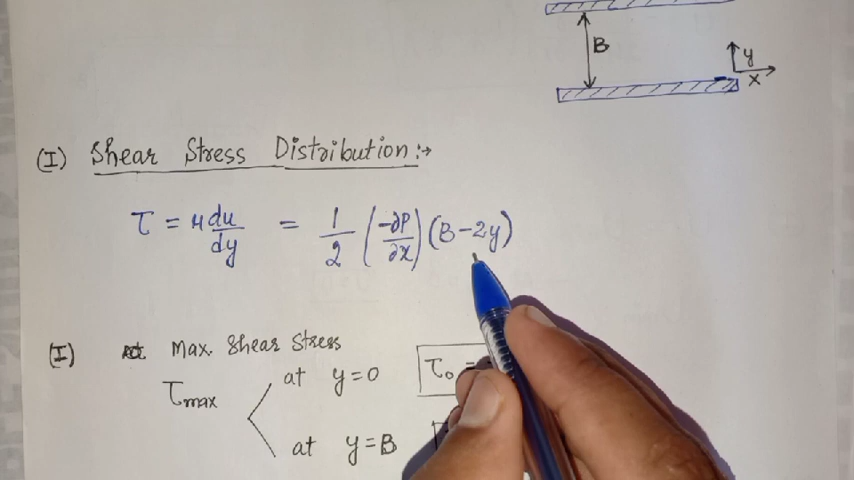 B
y
x
(I) Shear Stress Distribution:→
τ = μ du/dy = 1/2 (-∂P/∂x) (B-2y)
(I) Max. Shear Stress
τmax
at y=0
τ₀ =
at y=B